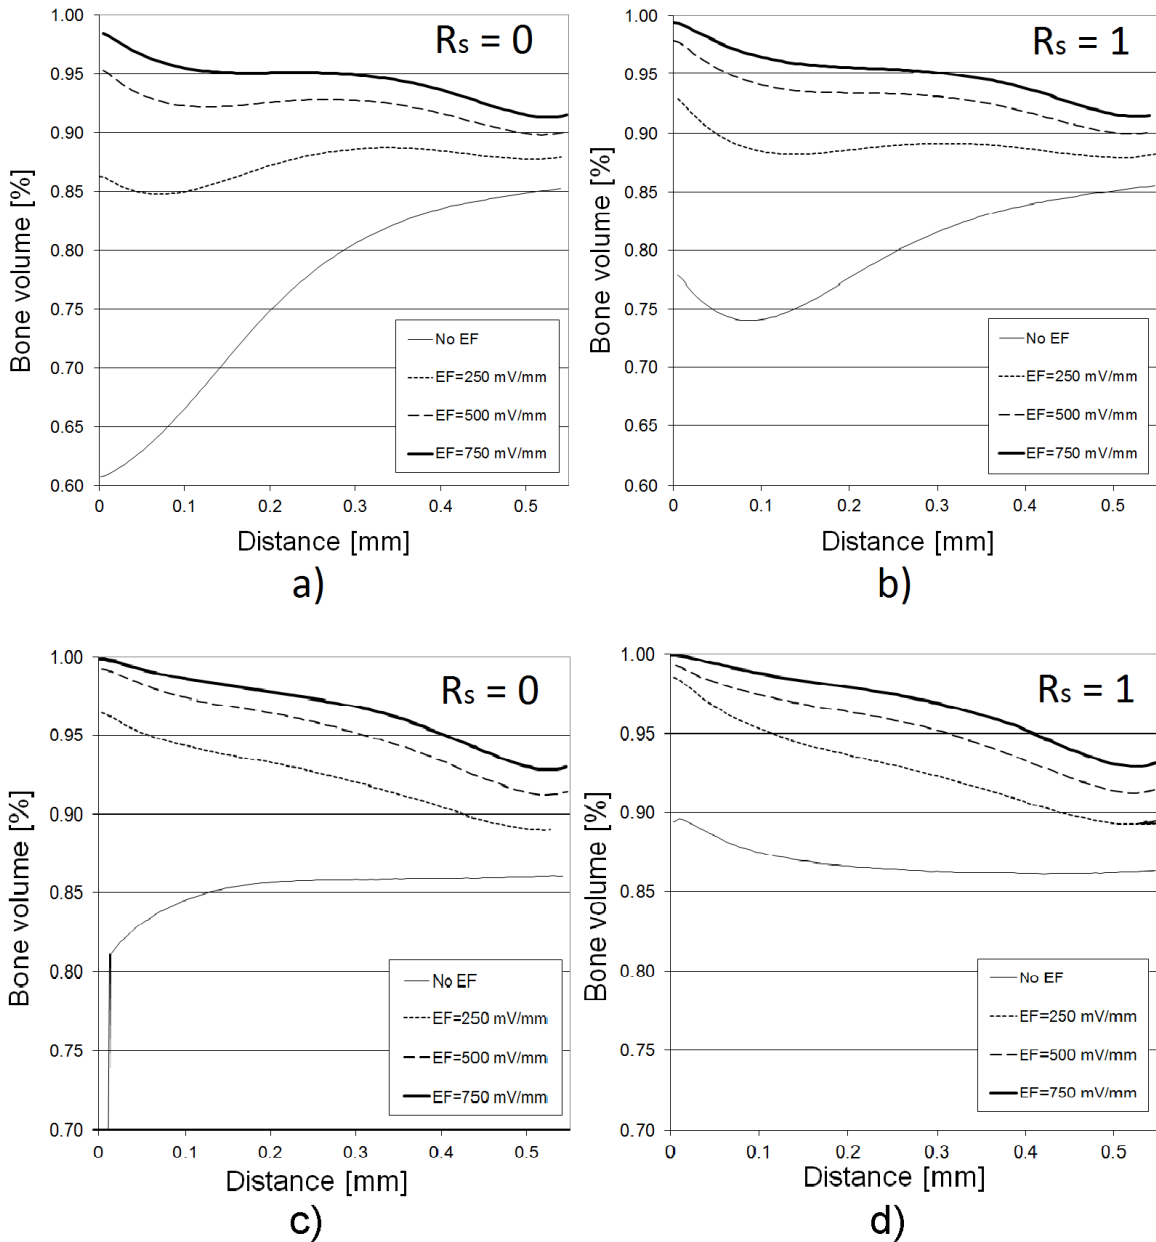 Rs = 0
Bone volume [%]
1.00
0.95
0.90
0.85
0.80
0.75
0.70
0.65
0.60
No EF
EF=250 mV/mm
EF=500 mV/mm
EF=750 mV/mm
0 0.1 0.2 0.3 0.4 0.5
Distance [mm]
a)
Rs = 1
Bone volume [%]
1.00
0.95
0.90
0.85
0.80
0.75
0.70
0.65
0.60
No EF
EF=250 mV/mm
EF=500 mV/mm
EF=750 mV/mm
0 0.1 0.2 0.3 0.4 0.5
Distance [mm]
b)
Rs = 0
Bone volume [%]
1.00
0.95
0.90
0.85
0.80
0.75
0.70
No EF
EF=250 mV/mm
EF=500 mV/mm
EF=750 mV/mm
0 0.1 0.2 0.3 0.4 0.5
Distance [mm]
c)
Rs = 1
Bone volume [%]
1.00
0.95
0.90
0.85
0.80
0.75
0.70
No EF
EF=250 mV/mm
EF=500 mV/mm
EF=750 mV/mm
0 0.1 0.2 0.3 0.4 0.5
Distance [mm]
d)